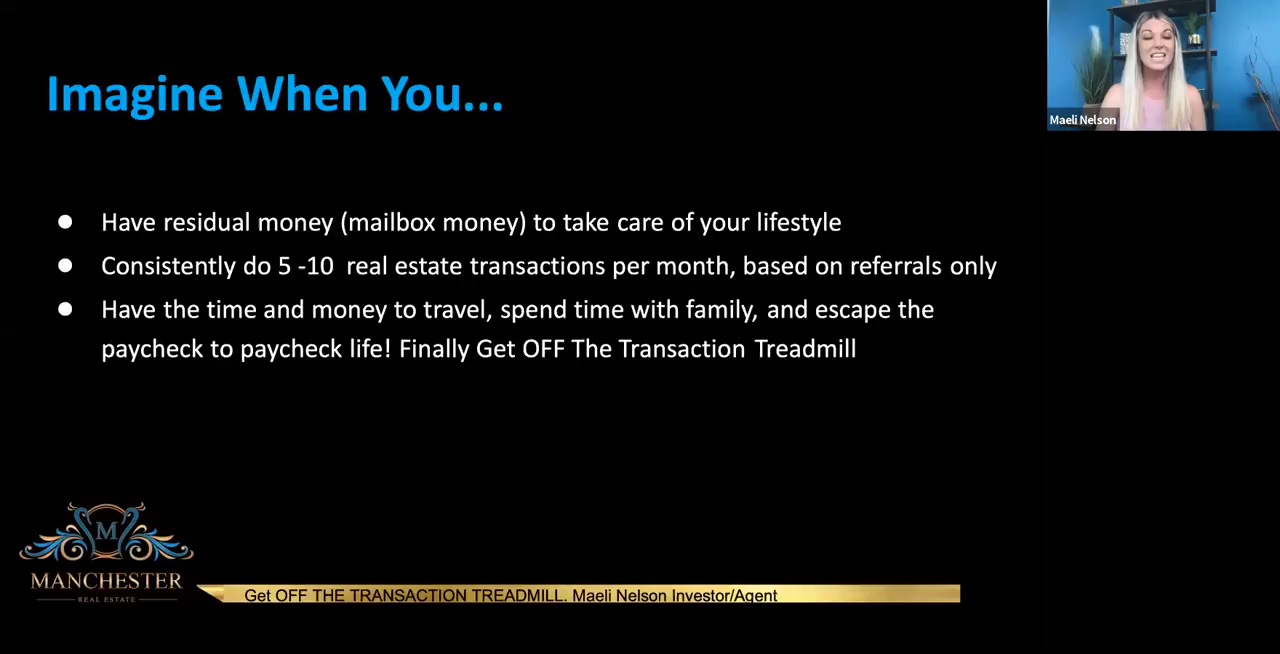 Imagine When You...
Maeli Nelson
● Have residual money (mailbox money) to take care of your lifestyle
● Consistently do 5 -10 real estate transactions per month, based on referrals only
● Have the time and money to travel, spend time with family, and escape the
paycheck to paycheck life! Finally Get OFF The Transaction Treadmill
M
MANCHESTER
REAL ESTATE
Get OFF THE TRANSACTION TREADMILL. Maeli Nelson Investor/Agent